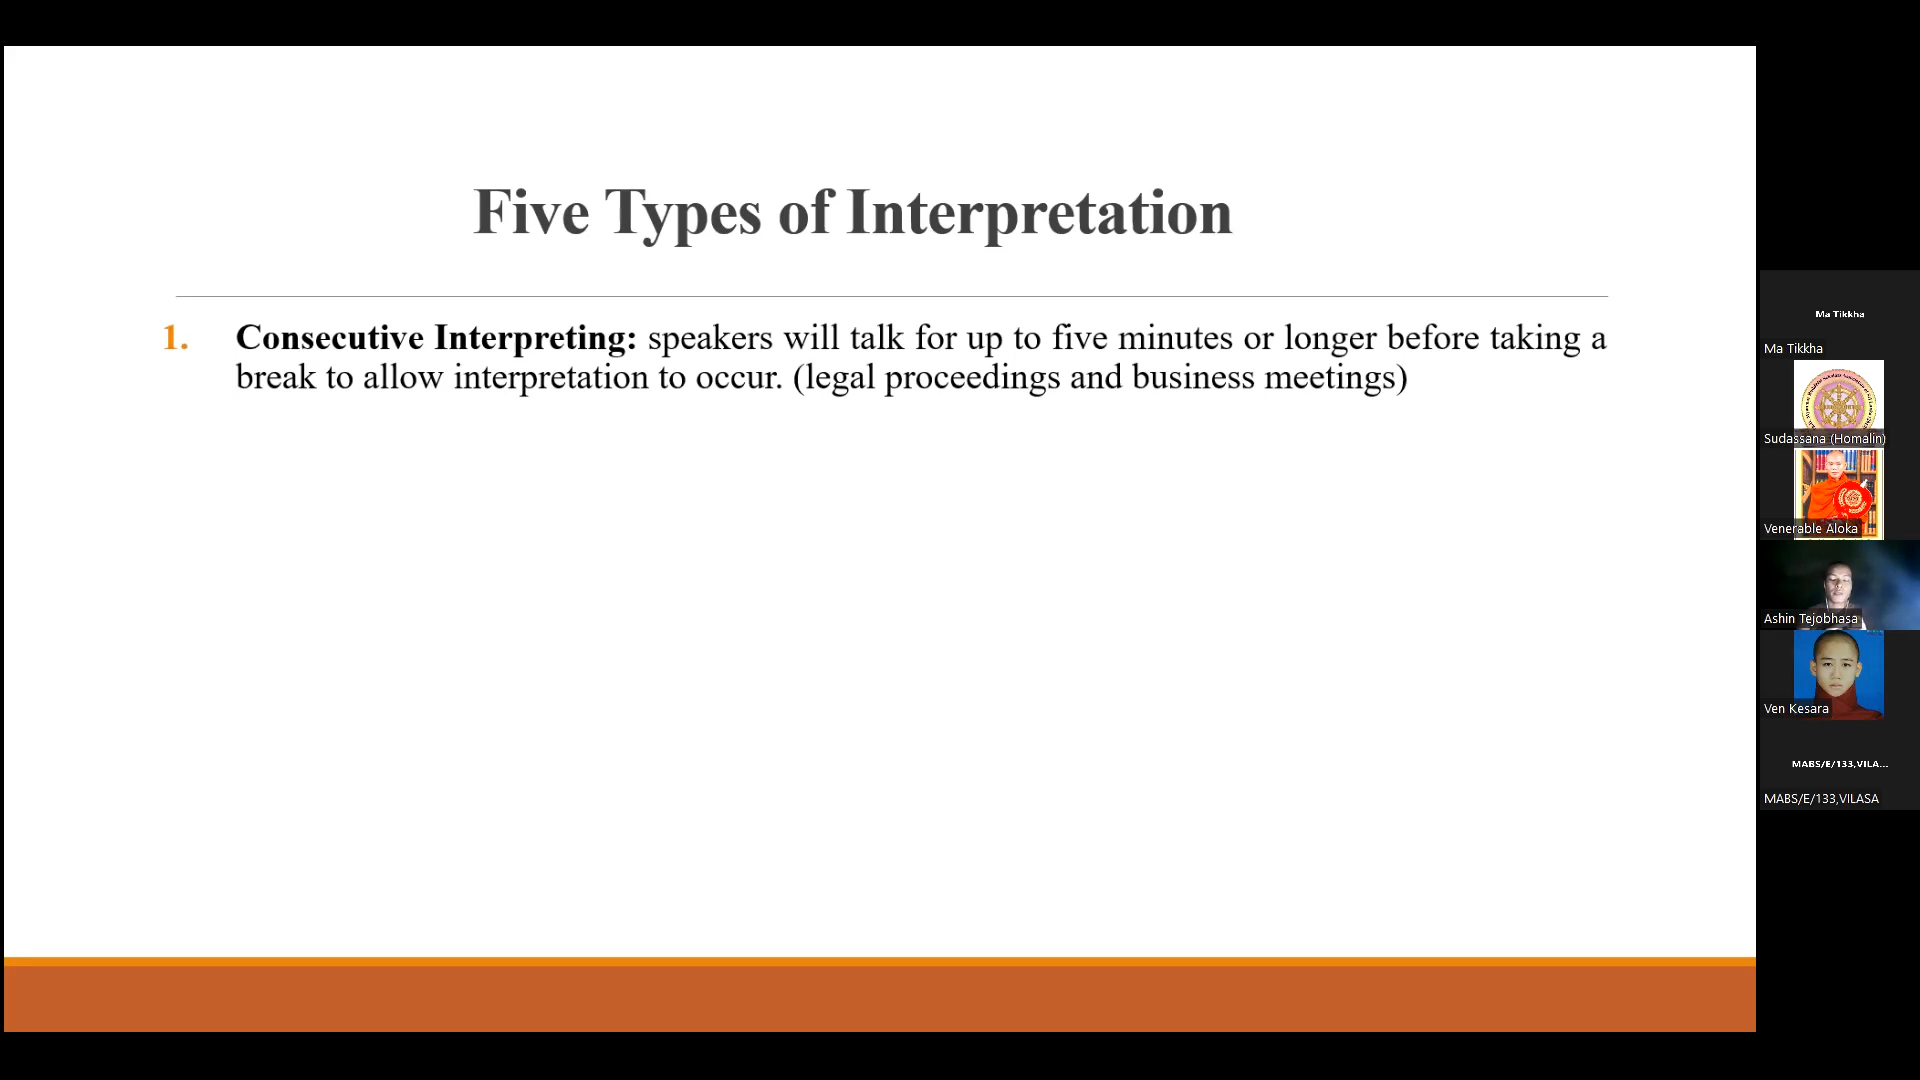 Five Types of Interpretation
1. Consecutive Interpreting: speakers will talk for up to five minutes or longer before taking a
break to allow interpretation to occur. (legal proceedings and business meetings)
Ma Tikkha
Ma Tikkha
Sudassana (Homalin)
Venerable Aloka
Ashin Tejobhasa
Ven Kesara
MABS/E/133,VILA...
MABS/E/133,VILASA